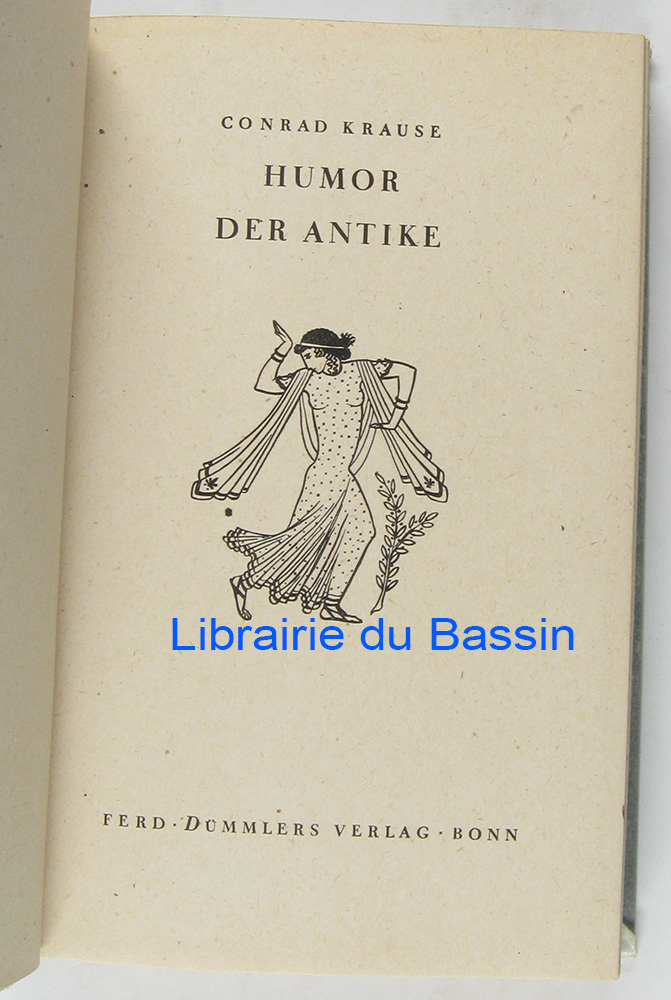 CONRAD KRAUSE
HUMOR
DER ANTIKE
Librairie du Bassin
FERD · DÜMMLERS VERLAG · BONN